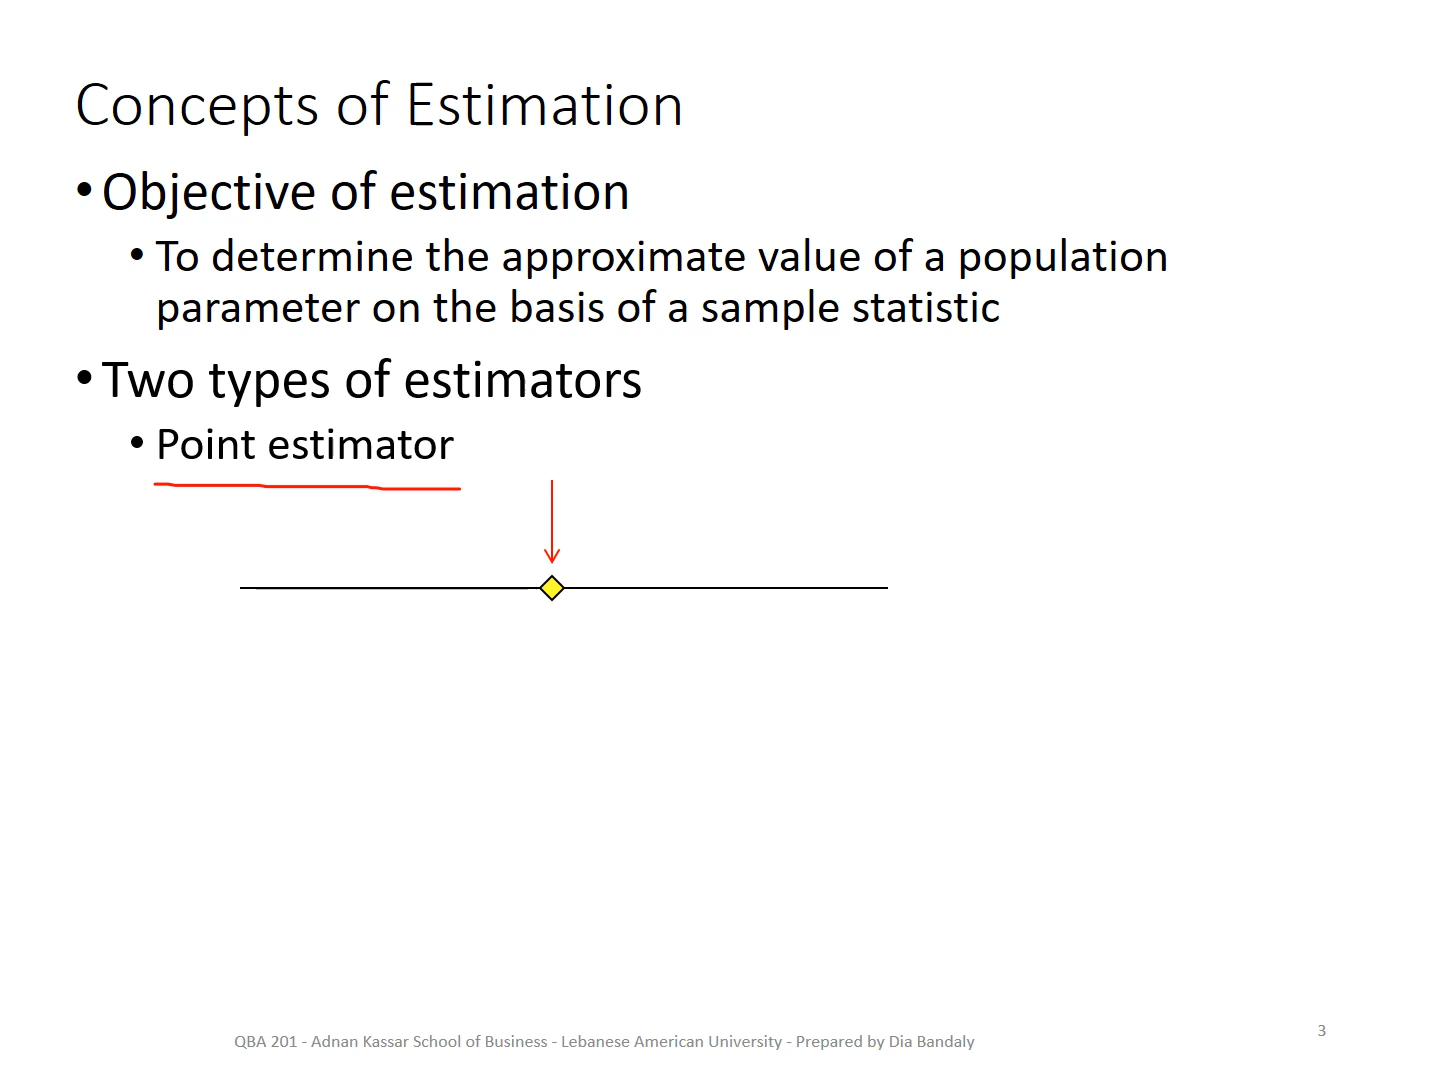 Concepts of Estimation
• Objective of estimation
• To determine the approximate value of a population
parameter on the basis of a sample statistic
• Two types of estimators
• Point estimator
QBA 201 - Adnan Kassar School of Business - Lebanese American University - Prepared by Dia Bandaly
3